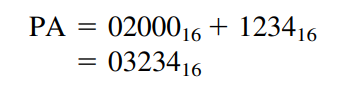 PA = 02000₁₆ + 1234₁₆
= 03234₁₆